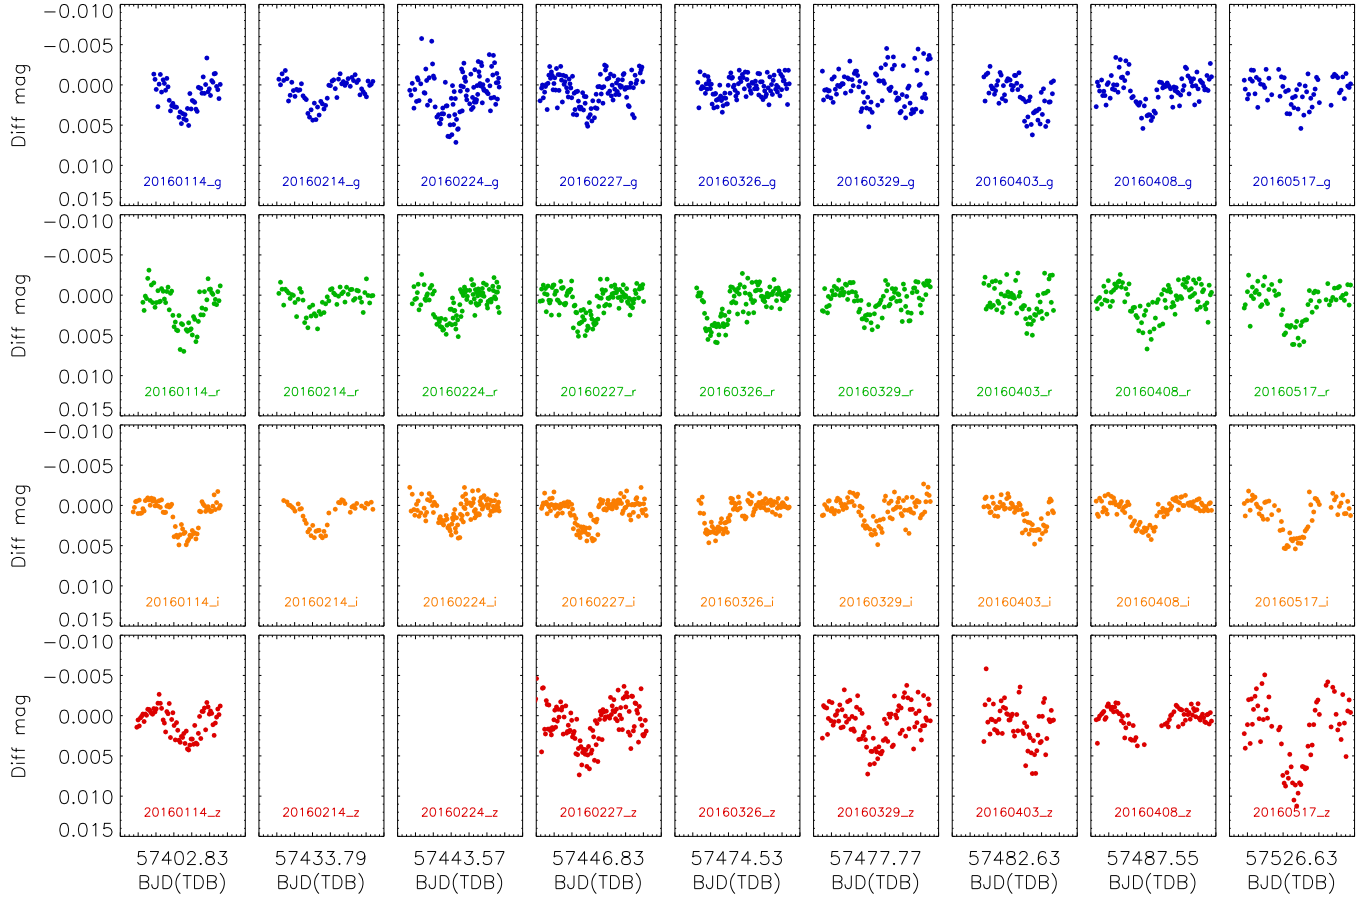 -0.010
-0.005
0.000
0.005
0.010
0.015
Diff mag
20160114_g
20160214_g
20160224_g
20160227_g
20160326_g
20160329_g
20160403_g
20160408_g
20160517_g
-0.010
-0.005
0.000
0.005
0.010
0.015
Diff mag
20160114_r
20160214_r
20160224_r
20160227_r
20160326_r
20160329_r
20160403_r
20160408_r
20160517_r
-0.010
-0.005
0.000
0.005
0.010
0.015
Diff mag
20160114_i
20160214_i
20160224_i
20160227_i
20160326_i
20160329_i
20160403_i
20160408_i
20160517_i
-0.010
-0.005
0.000
0.005
0.010
0.015
Diff mag
20160114_z
20160214_z
20160224_z
20160227_z
20160326_z
20160329_z
20160403_z
20160408_z
20160517_z
57402.83
BJD(TDB)
57433.79
BJD(TDB)
57443.57
BJD(TDB)
57446.83
BJD(TDB)
57474.53
BJD(TDB)
57477.77
BJD(TDB)
57482.63
BJD(TDB)
57487.55
BJD(TDB)
57526.63
BJD(TDB)